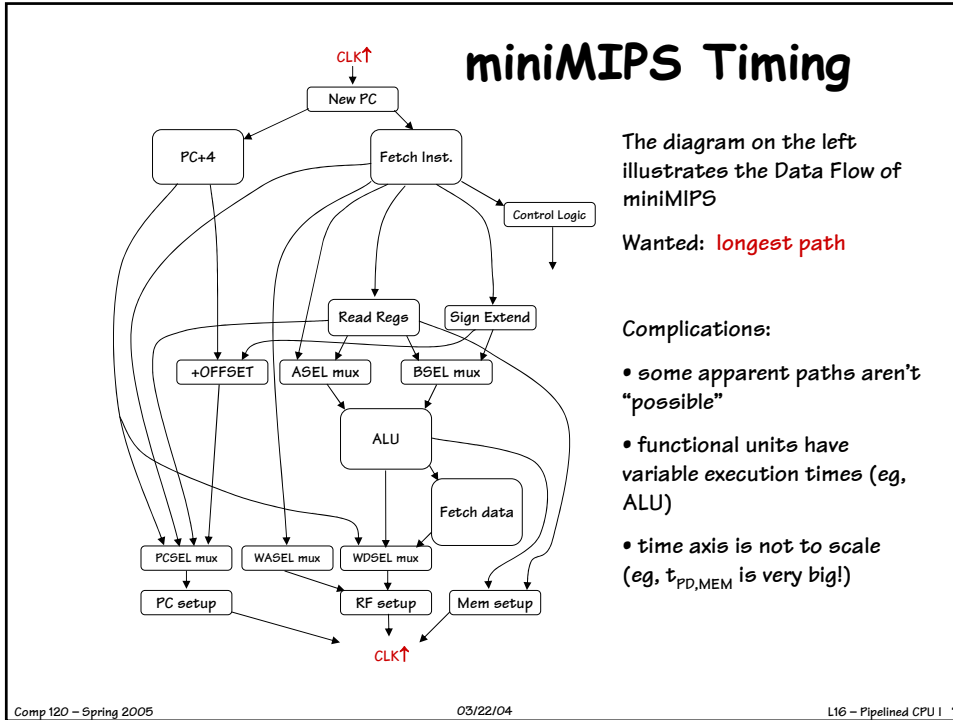 miniMIPS Timing
CLK↑
New PC
PC+4
Fetch Inst.
Control Logic
Read Regs
Sign Extend
+OFFSET
ASEL mux
BSEL mux
ALU
Fetch data
PCSEL mux
WASEL mux
WDSEL mux
PC setup
RF setup
Mem setup
CLK↑
The diagram on the left
illustrates the Data Flow of
miniMIPS
Wanted: longest path
Complications:
• some apparent paths aren't
"possible"
• functional units have
variable execution times (eg,
ALU)
• time axis is not to scale
(eg, tPD,MEM is very big!)
Comp 120 – Spring 2005
03/22/04
L16 – Pipelined CPU I